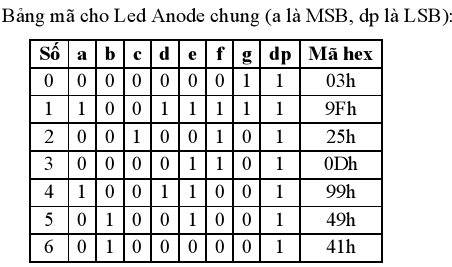 Bảng mã cho Led Anode chung (a là MSB, dp là LSB):
Số a b c d e f g dp Mã hex
0 0 0 0 0 0 0 1 1 03h
1 1 0 0 1 1 1 1 1 9Fh
2 0 0 1 0 0 1 0 1 25h
3 0 0 0 0 1 1 0 1 0Dh
4 1 0 0 1 1 0 0 1 99h
5 0 1 0 0 1 0 0 1 49h
6 0 1 0 0 0 0 0 1 41h